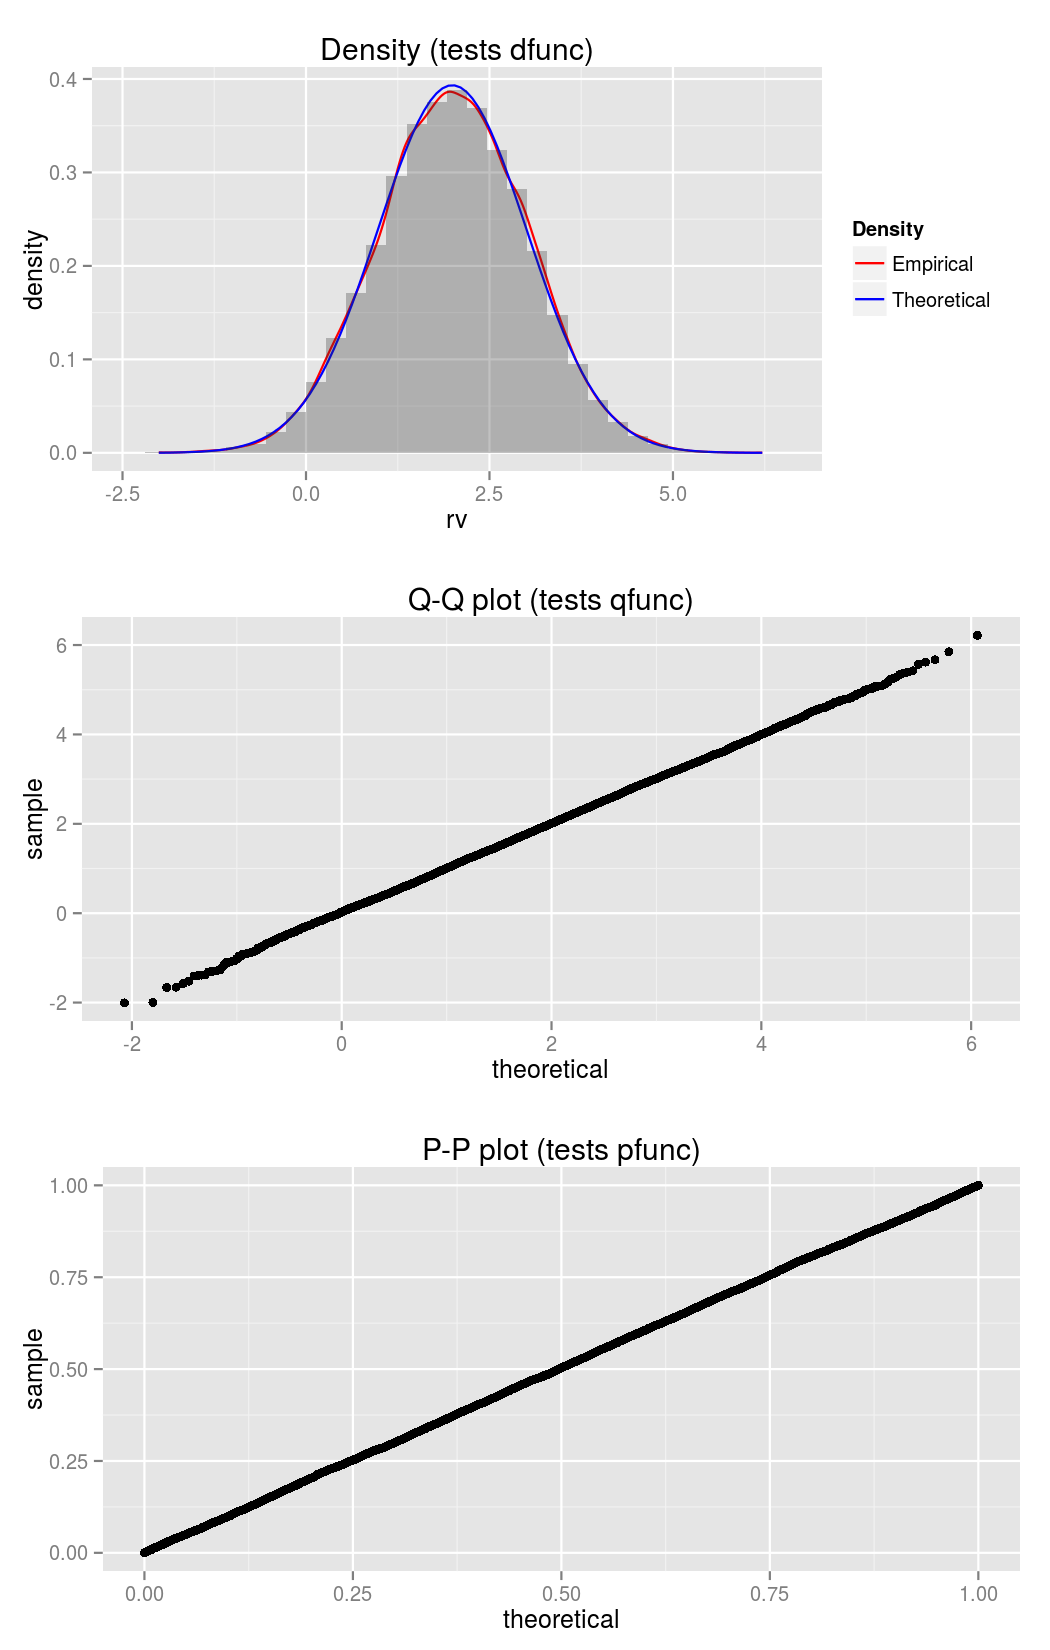 Density (tests dfunc)
0.4
0.3
0.2
0.1
0.0
density
-2.5 0.0 2.5 5.0
rv
Density
Empirical
Theoretical
Q-Q plot (tests qfunc)
6
4
2
0
-2
sample
-2 0 2 4 6
theoretical
P-P plot (tests pfunc)
1.00
0.75
0.50
0.25
0.00
sample
0.00 0.25 0.50 0.75 1.00
theoretical